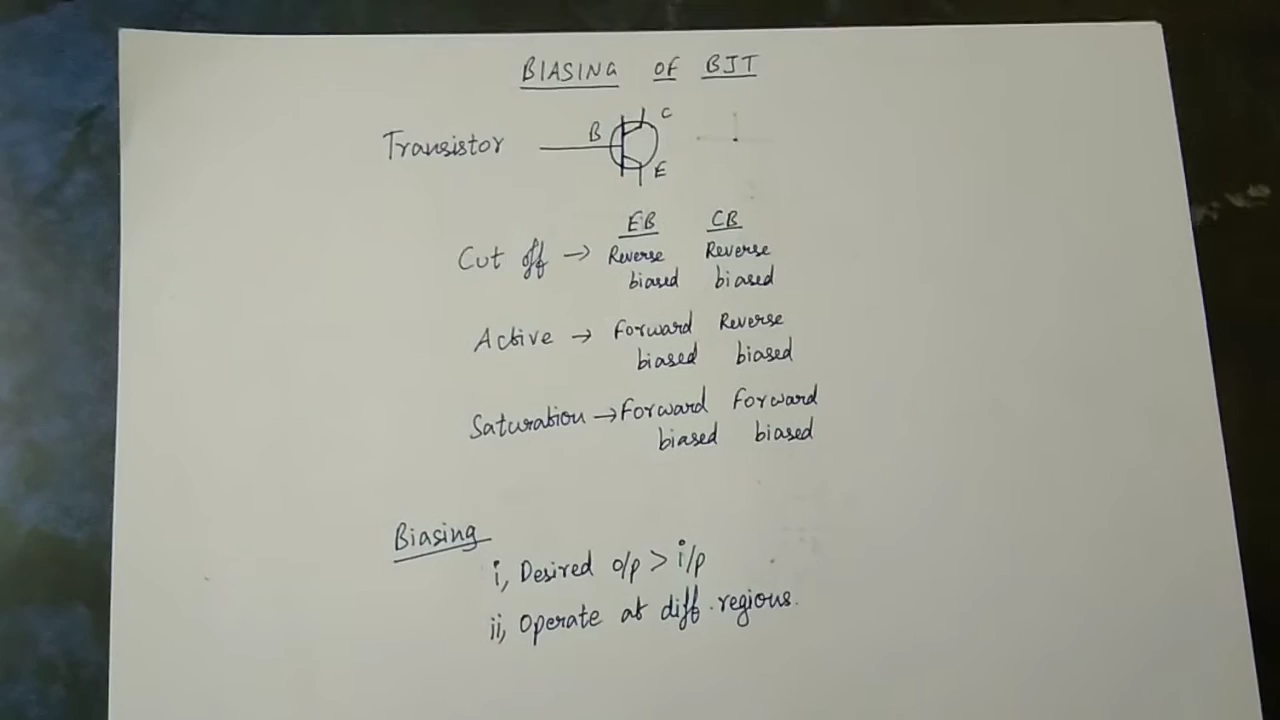 BIASING OF BJT
C
Transistor B
E
EB CB
Cut off → Reverse biased Reverse biased
Active → Forward biased Reverse biased
Saturation → Forward biased Forward biased
Biasing
i, Desired o/p > i/p
ii, Operate at diff. regions.